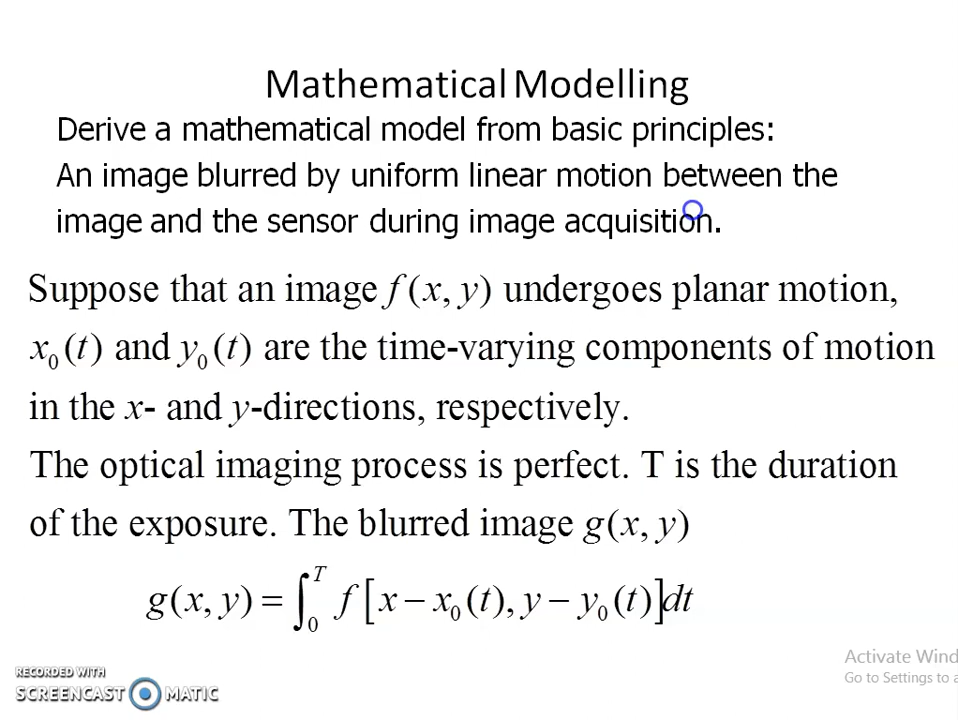 Mathematical Modelling
Derive a mathematical model from basic principles:
An image blurred by uniform linear motion between the
image and the sensor during image acquisition.
Suppose that an image f(x, y) undergoes planar motion,
x₀(t) and y₀(t) are the time-varying components of motion
in the x- and y-directions, respectively.
The optical imaging process is perfect. T is the duration
of the exposure. The blurred image g(x, y)
g(x, y) = ∫₀ᵀ f[x − x₀(t), y − y₀(t)]dt
Activate Wind
Go to Settings to a
RECORDED WITH
SCREENCAST MATIC